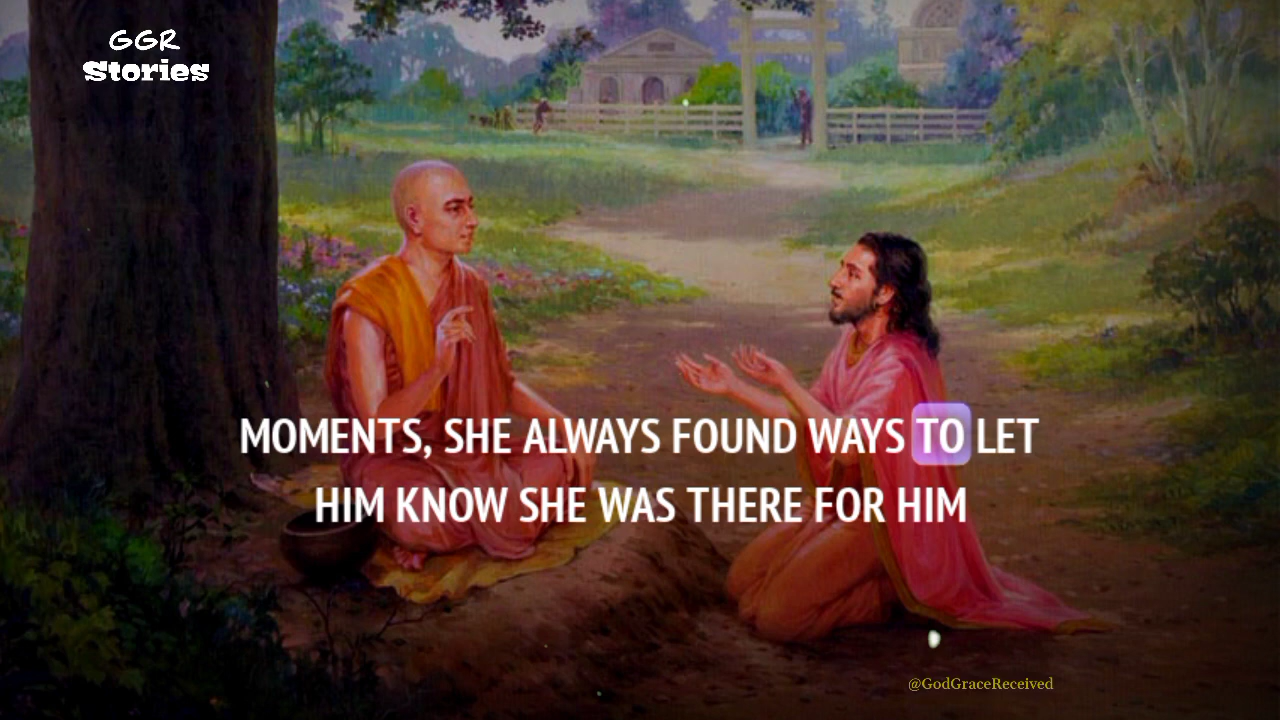 GGR
Stories
MOMENTS, SHE ALWAYS FOUND WAYS TO LET
HIM KNOW SHE WAS THERE FOR HIM
@GodGraceReceived